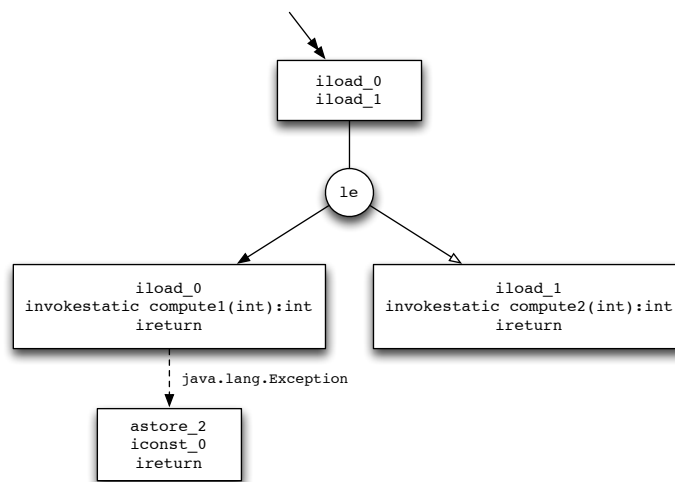 iload_0
iload_1
le
iload_0
invokestatic compute1(int):int
ireturn
iload_1
invokestatic compute2(int):int
ireturn
java.lang.Exception
astore_2
iconst_0
ireturn